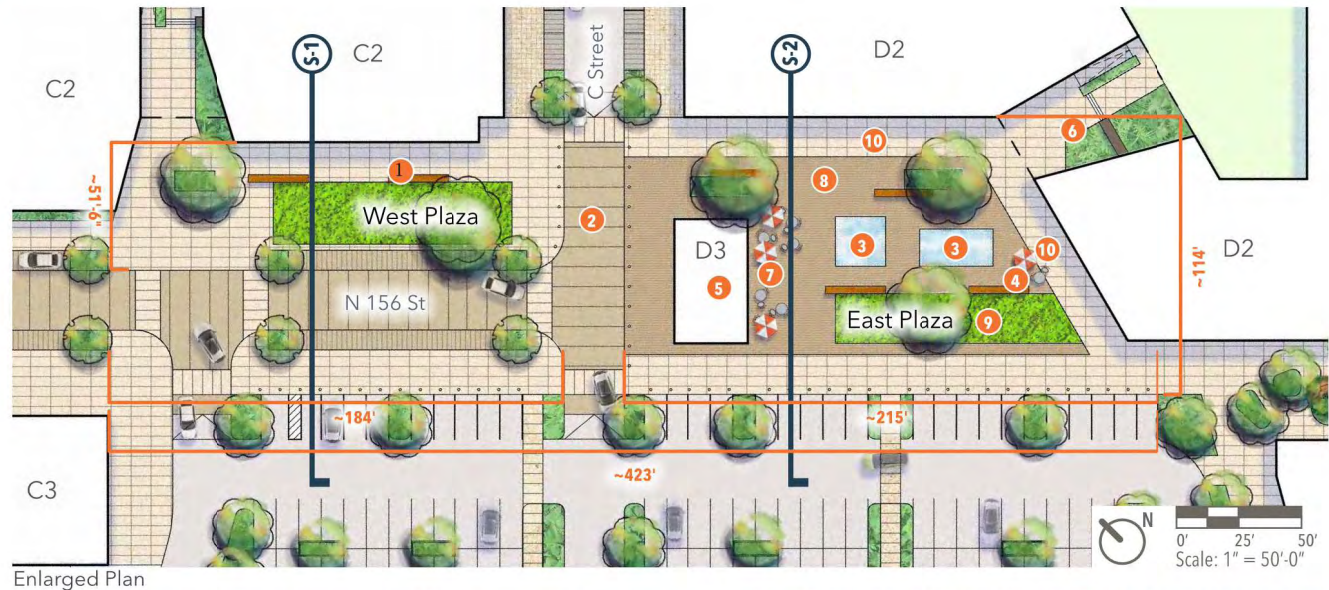 S-1
S-2
C2
C2
C Street
D2
10
6
~51'-6"
1
8
West Plaza
2
3
3
10
D3
7
4
5
D2
~114'
N 156 St
East Plaza
9
~184'
~215'
~423'
C3
N
0' 25' 50'
Scale: 1" = 50'-0"
Enlarged Plan